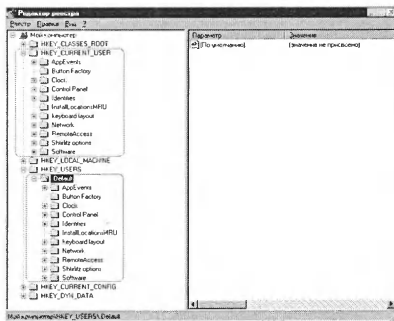 Редактор реестра
Реестр Правка Вид ?
Мой компьютер
HKEY_CLASSES_ROOT
HKEY_CURRENT_USER
AppEvents
Button Factory
Clock
Control Panel
Identities
InstallLocationsMRU
keyboard layout
Network
RemoteAccess
Shirlitz options
Software
HKEY_LOCAL_MACHINE
HKEY_USERS
.Default
AppEvents
Button Factory
Clock
Control Panel
Identities
InstallLocationsMRU
keyboard layout
Network
RemoteAccess
Shirlitz options
Software
HKEY_CURRENT_CONFIG
HKEY_DYN_DATA
Параметр Значение
(По умолчанию) (значение не присвоено)
Мой компьютер\HKEY_USERS\.Default